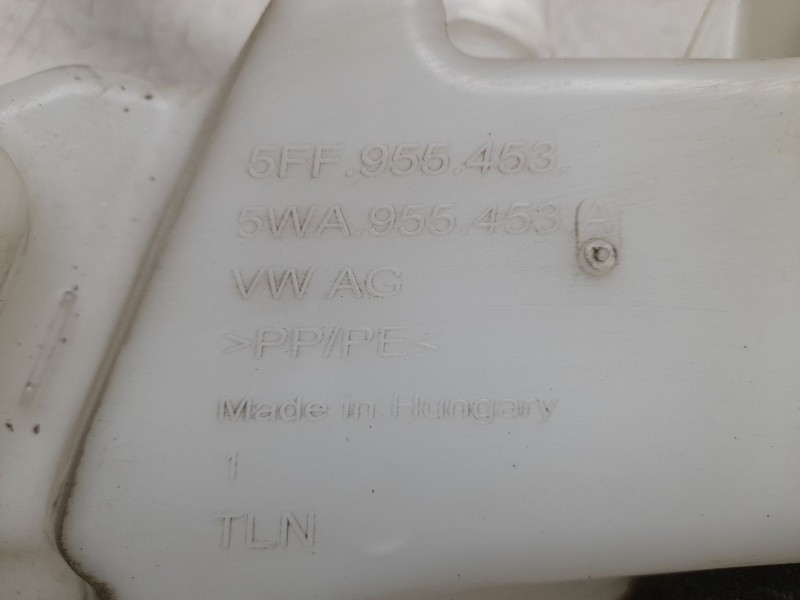 5FF.955.453.
5WA.955.453.A
VW AG
>PP/PE<
Made in Hungary
1
TLN